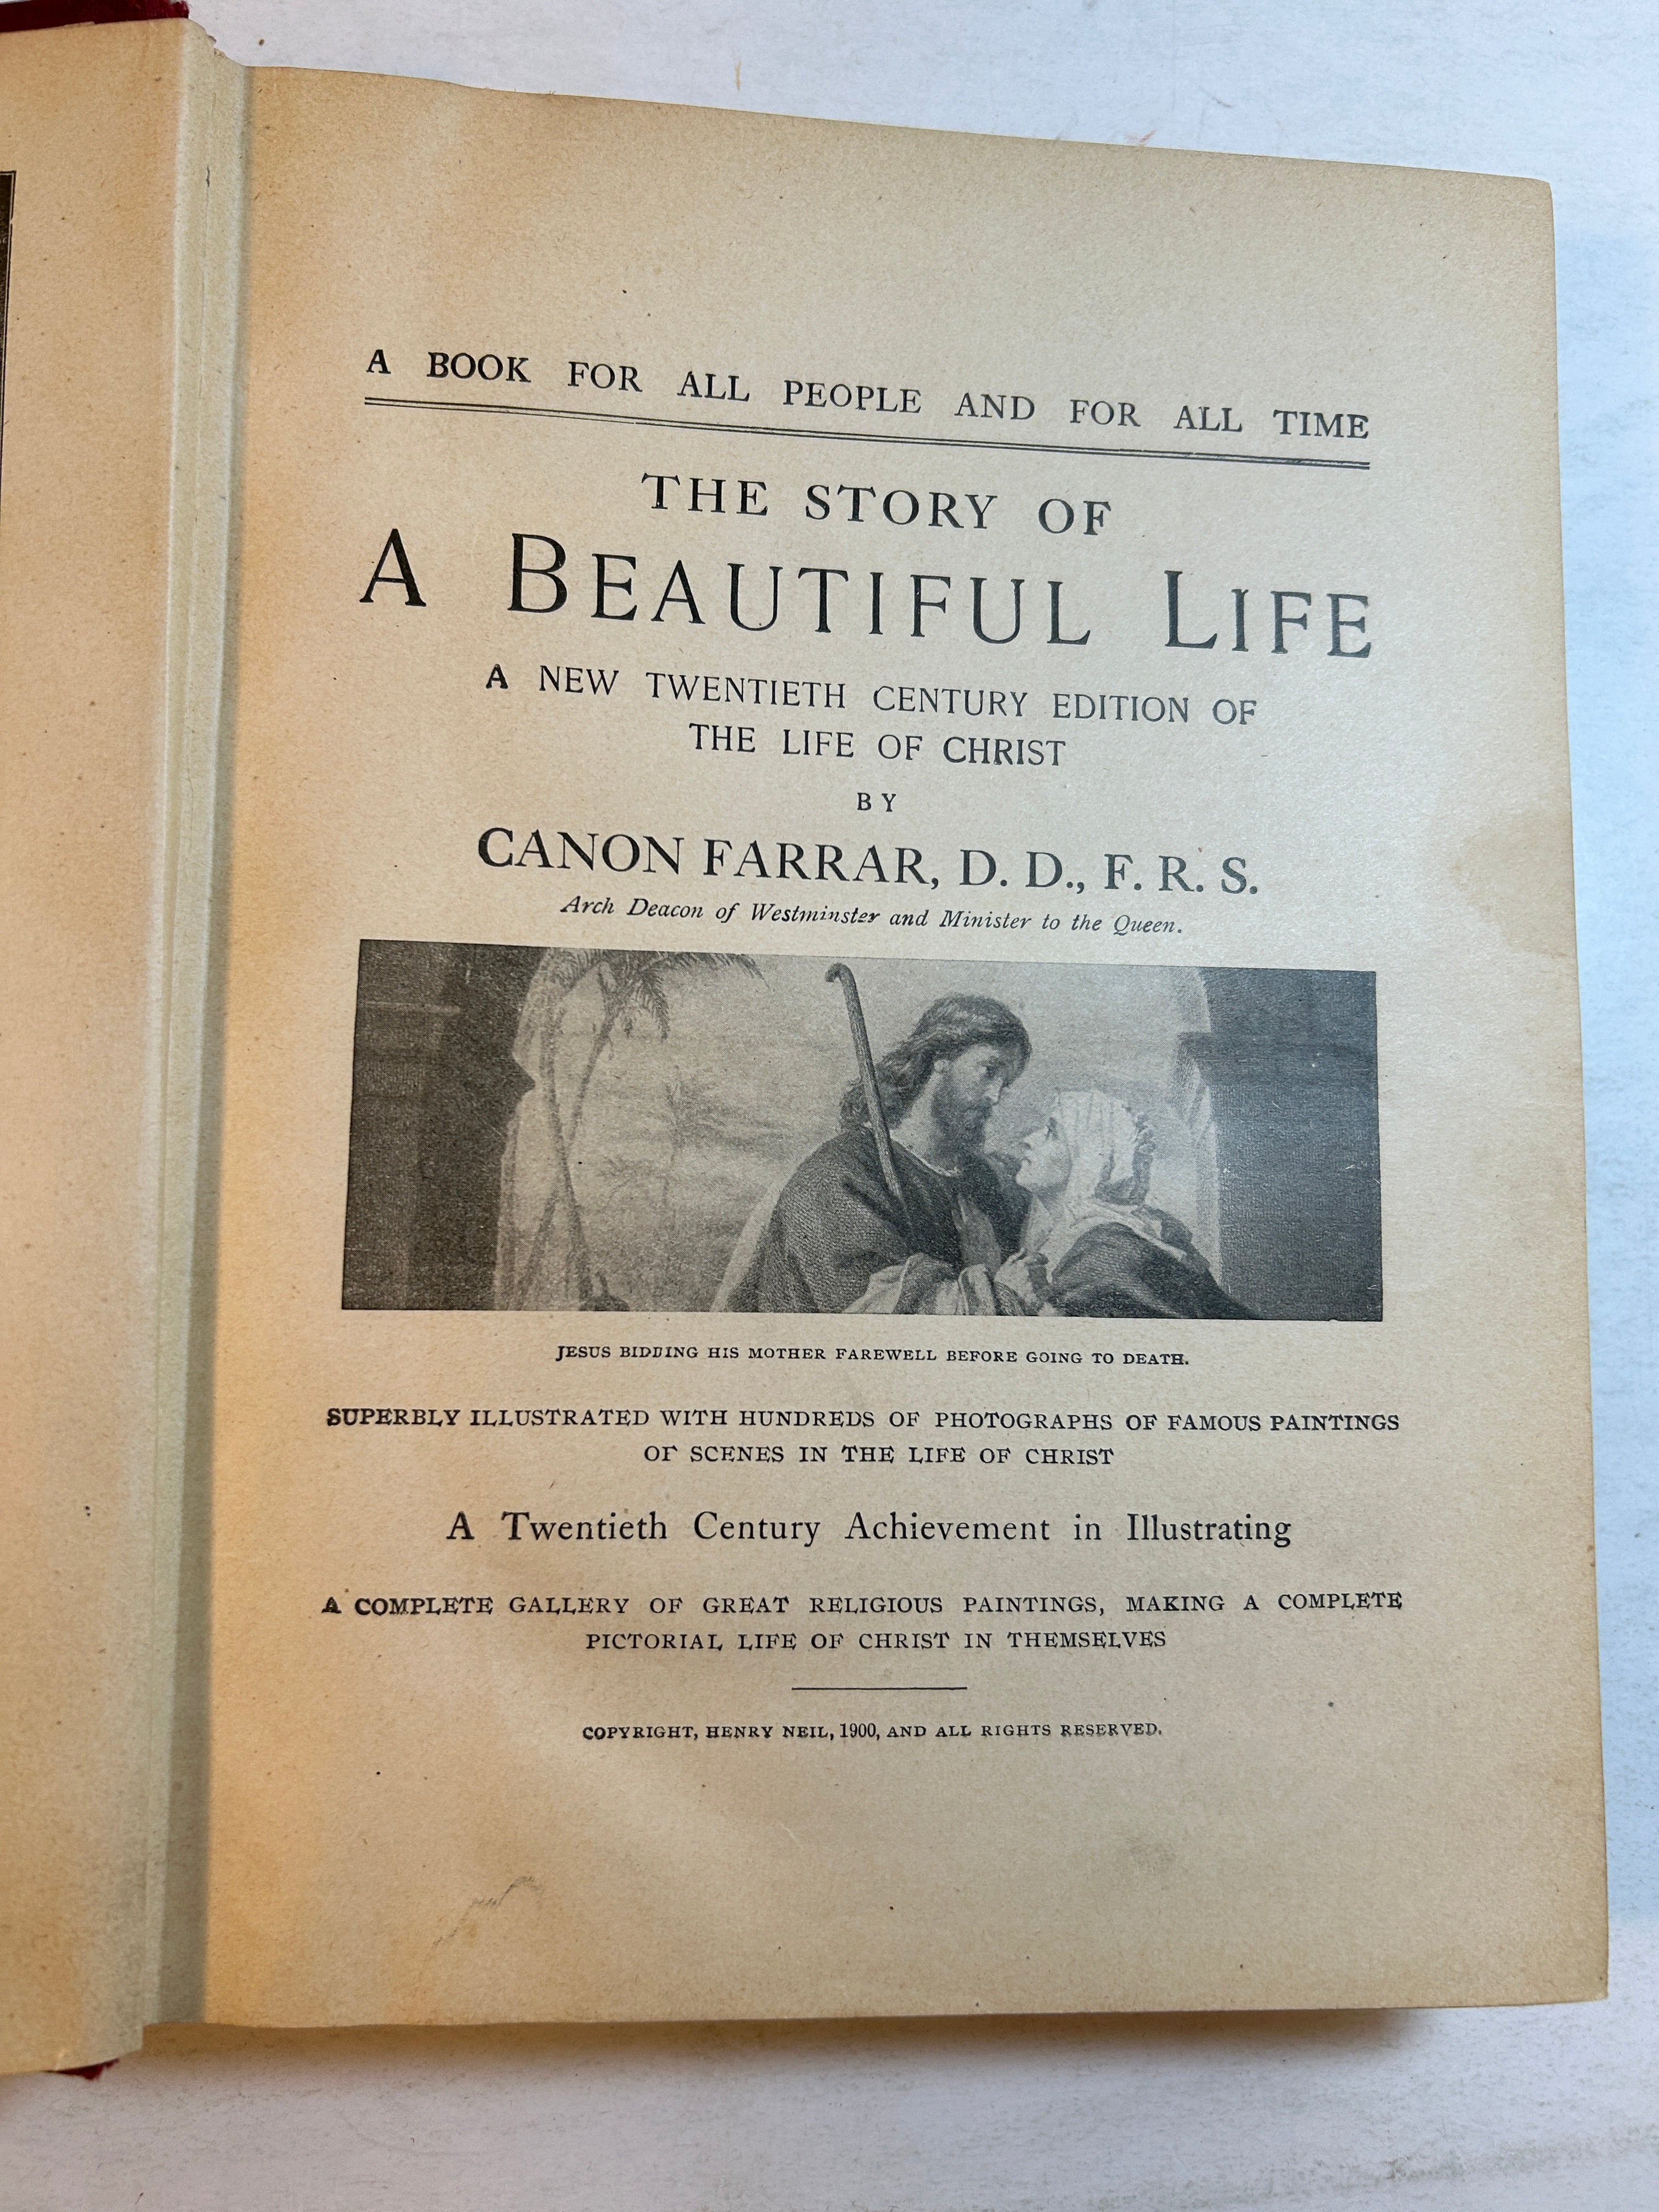 A BOOK FOR ALL PEOPLE AND FOR ALL TIME
THE STORY OF
A BEAUTIFUL LIFE
A NEW TWENTIETH CENTURY EDITION OF
THE LIFE OF CHRIST
BY
CANON FARRAR, D. D., F. R. S.
Arch Deacon of Westminster and Minister to the Queen.
JESUS BIDDING HIS MOTHER FAREWELL BEFORE GOING TO DEATH.
SUPERBLY ILLUSTRATED WITH HUNDREDS OF PHOTOGRAPHS OF FAMOUS PAINTINGS
OF SCENES IN THE LIFE OF CHRIST
A Twentieth Century Achievement in Illustrating
A COMPLETE GALLERY OF GREAT RELIGIOUS PAINTINGS, MAKING A COMPLETE
PICTORIAL LIFE OF CHRIST IN THEMSELVES
COPYRIGHT, HENRY NEIL, 1900, AND ALL RIGHTS RESERVED.